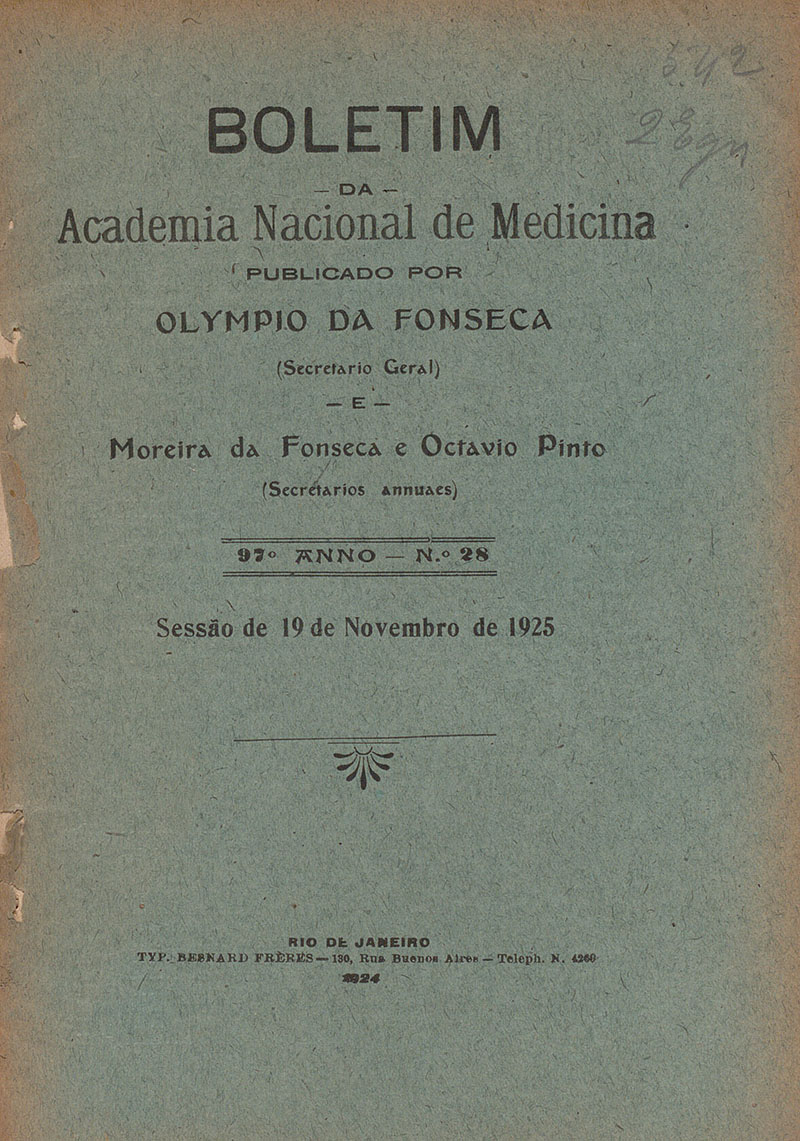 542
BOLETIM
— DA —
Academia Nacional de Medicina
PUBLICADO POR
OLYMPIO DA FONSECA
(Secretario Geral)
— E —
Moreira da Fonseca e Octavio Pinto
(Secretarios annuaes)
97º ANNO — N.º 28
Sessão de 19 de Novembro de 1925
RIO DE JANEIRO
TYP. BESNARD FRÈRES — 130, Rua Buenos Aires — Teleph. N. 4260
1924